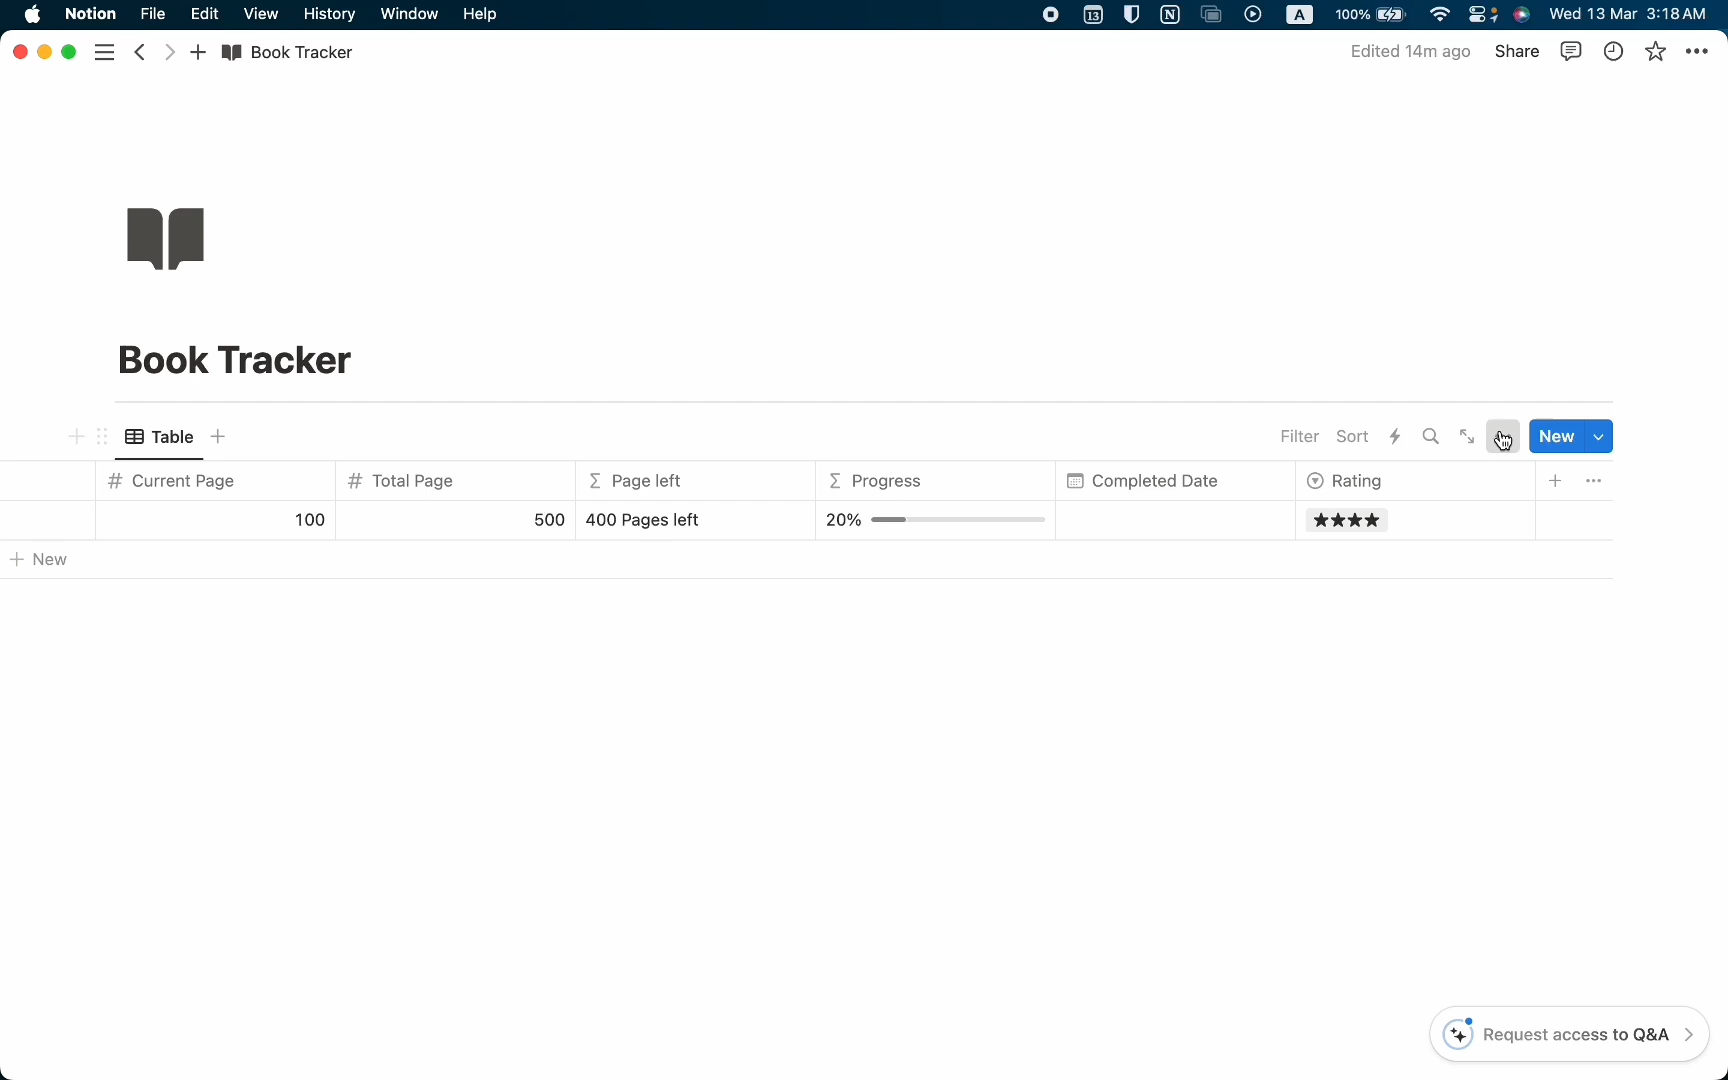 Notion File Edit View History Window Help 13 N A 100% Wed 13 Mar 3:18 AM
Book Tracker Edited 14m ago Share
Book Tracker
Table Filter Sort New
# Current Page # Total Page Σ Page left Σ Progress Completed Date Rating
100 500 400 Pages left 20% ★★★★
+ New
Request access to Q&A